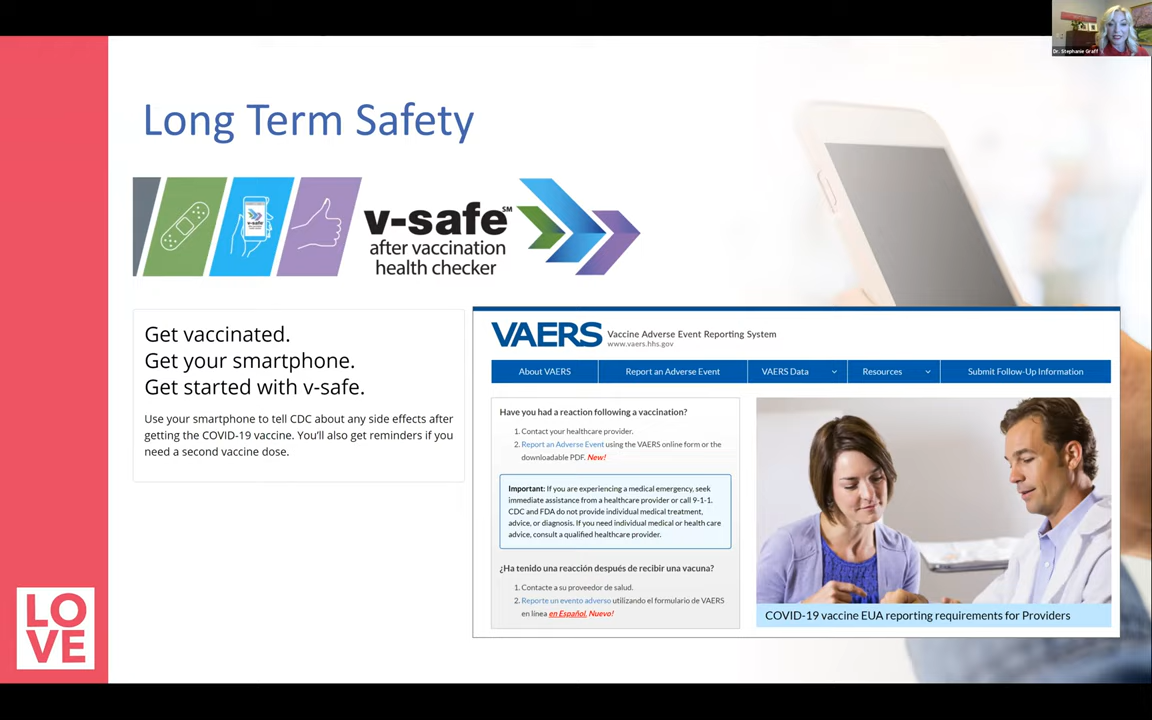 Dr. Stephanie Graff
Long Term Safety
v-safe
v-safe℠
after vaccination
health checker
Get vaccinated.
Get your smartphone.
Get started with v-safe.
Use your smartphone to tell CDC about any side effects after
getting the COVID-19 vaccine. You'll also get reminders if you
need a second vaccine dose.
VAERS Vaccine Adverse Event Reporting System
www.vaers.hhs.gov
About VAERS Report an Adverse Event VAERS Data Resources Submit Follow-Up Information
Have you had a reaction following a vaccination?
1. Contact your healthcare provider.
2. Report an Adverse Event using the VAERS online form or the
downloadable PDF. New!
Important: If you are experiencing a medical emergency, seek
immediate assistance from a healthcare provider or call 9-1-1.
CDC and FDA do not provide individual medical treatment,
advice, or diagnosis. If you need individual medical or health care
advice, consult a qualified healthcare provider.
¿Ha tenido una reacción después de recibir una vacuna?
1. Contacte a su proveedor de salud.
2. Reporte un evento adverso utilizando el formulario de VAERS
en línea en Español. Nuevo!
COVID-19 vaccine EUA reporting requirements for Providers
LO
VE